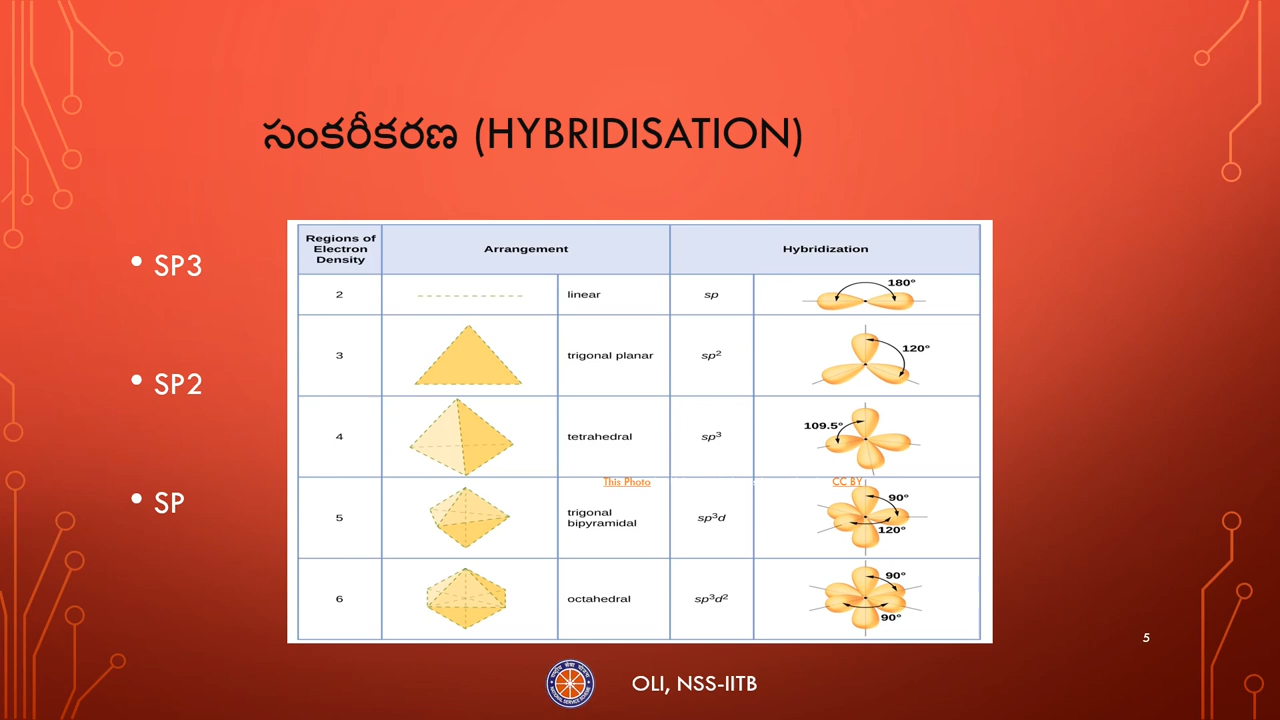 సంకరీకరణ (HYBRIDISATION)
• SP3
• SP2
• SP
Regions of
Electron
Density
Arrangement
Hybridization
2
linear
sp
180°
3
trigonal planar
sp²
120°
4
tetrahedral
sp³
109.5°
This Photo
CC BY
5
trigonal
bipyramidal
sp³d
90°
120°
6
octahedral
sp³d²
90°
90°
5
OLI, NSS-IITB